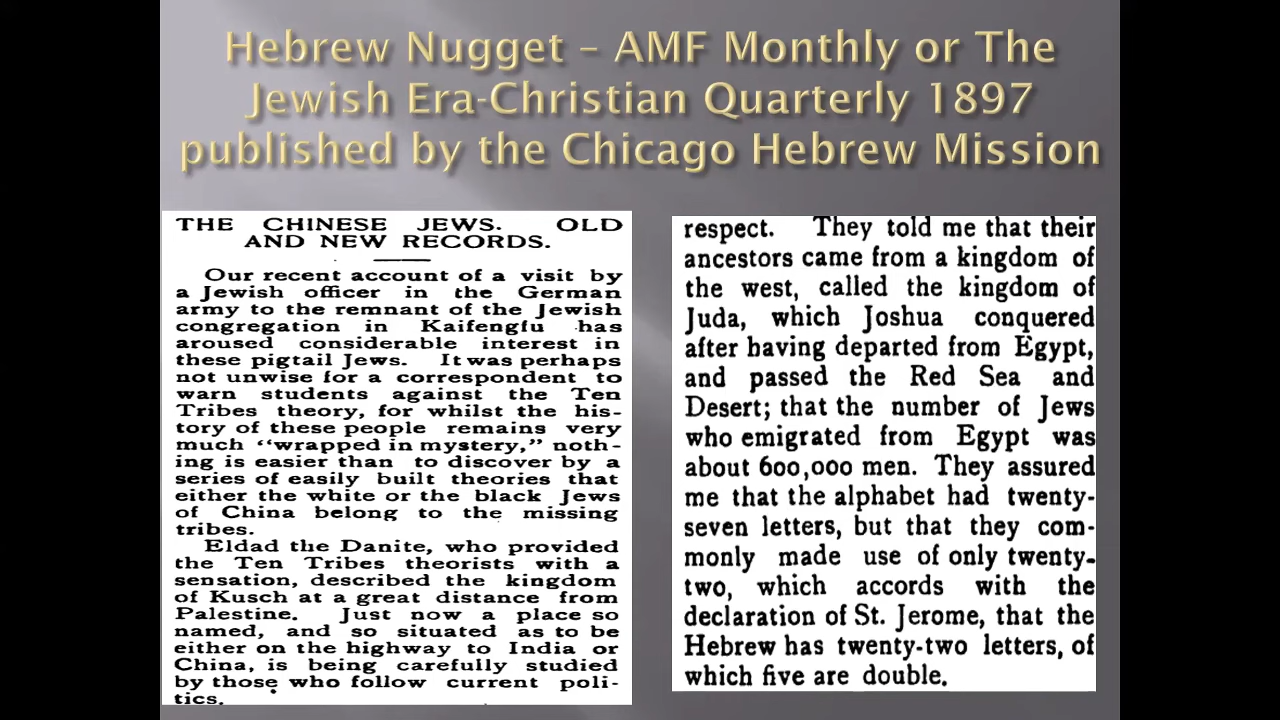 Hebrew Nugget – AMF Monthly or The
Jewish Era-Christian Quarterly 1897
published by the Chicago Hebrew Mission
THE CHINESE JEWS. OLD
AND NEW RECORDS.
Our recent account of a visit by
a Jewish officer in the German
army to the remnant of the Jewish
congregation in Kaifengfu has
aroused considerable interest in
these pigtail Jews. It was perhaps
not unwise for a correspondent to
warn students against the Ten
Tribes theory, for whilst the his-
tory of these people remains very
much “wrapped in mystery,” noth-
ing is easier than to discover by a
series of easily built theories that
either the white or the black Jews
of China belong to the missing
tribes.
Eldad the Danite, who provided
the Ten Tribes theorists with a
sensation, described the kingdom
of Kusch at a great distance from
Palestine. Just now a place so
named, and so situated as to be
either on the highway to India or
China, is being carefully studied
by those who follow current poli-
tics.
respect. They told me that their
ancestors came from a kingdom of
the west, called the kingdom of
Juda, which Joshua conquered
after having departed from Egypt,
and passed the Red Sea and
Desert; that the number of Jews
who emigrated from Egypt was
about 600,000 men. They assured
me that the alphabet had twenty-
seven letters, but that they com-
monly made use of only twenty-
two, which accords with the
declaration of St. Jerome, that the
Hebrew has twenty-two letters, of
which five are double.